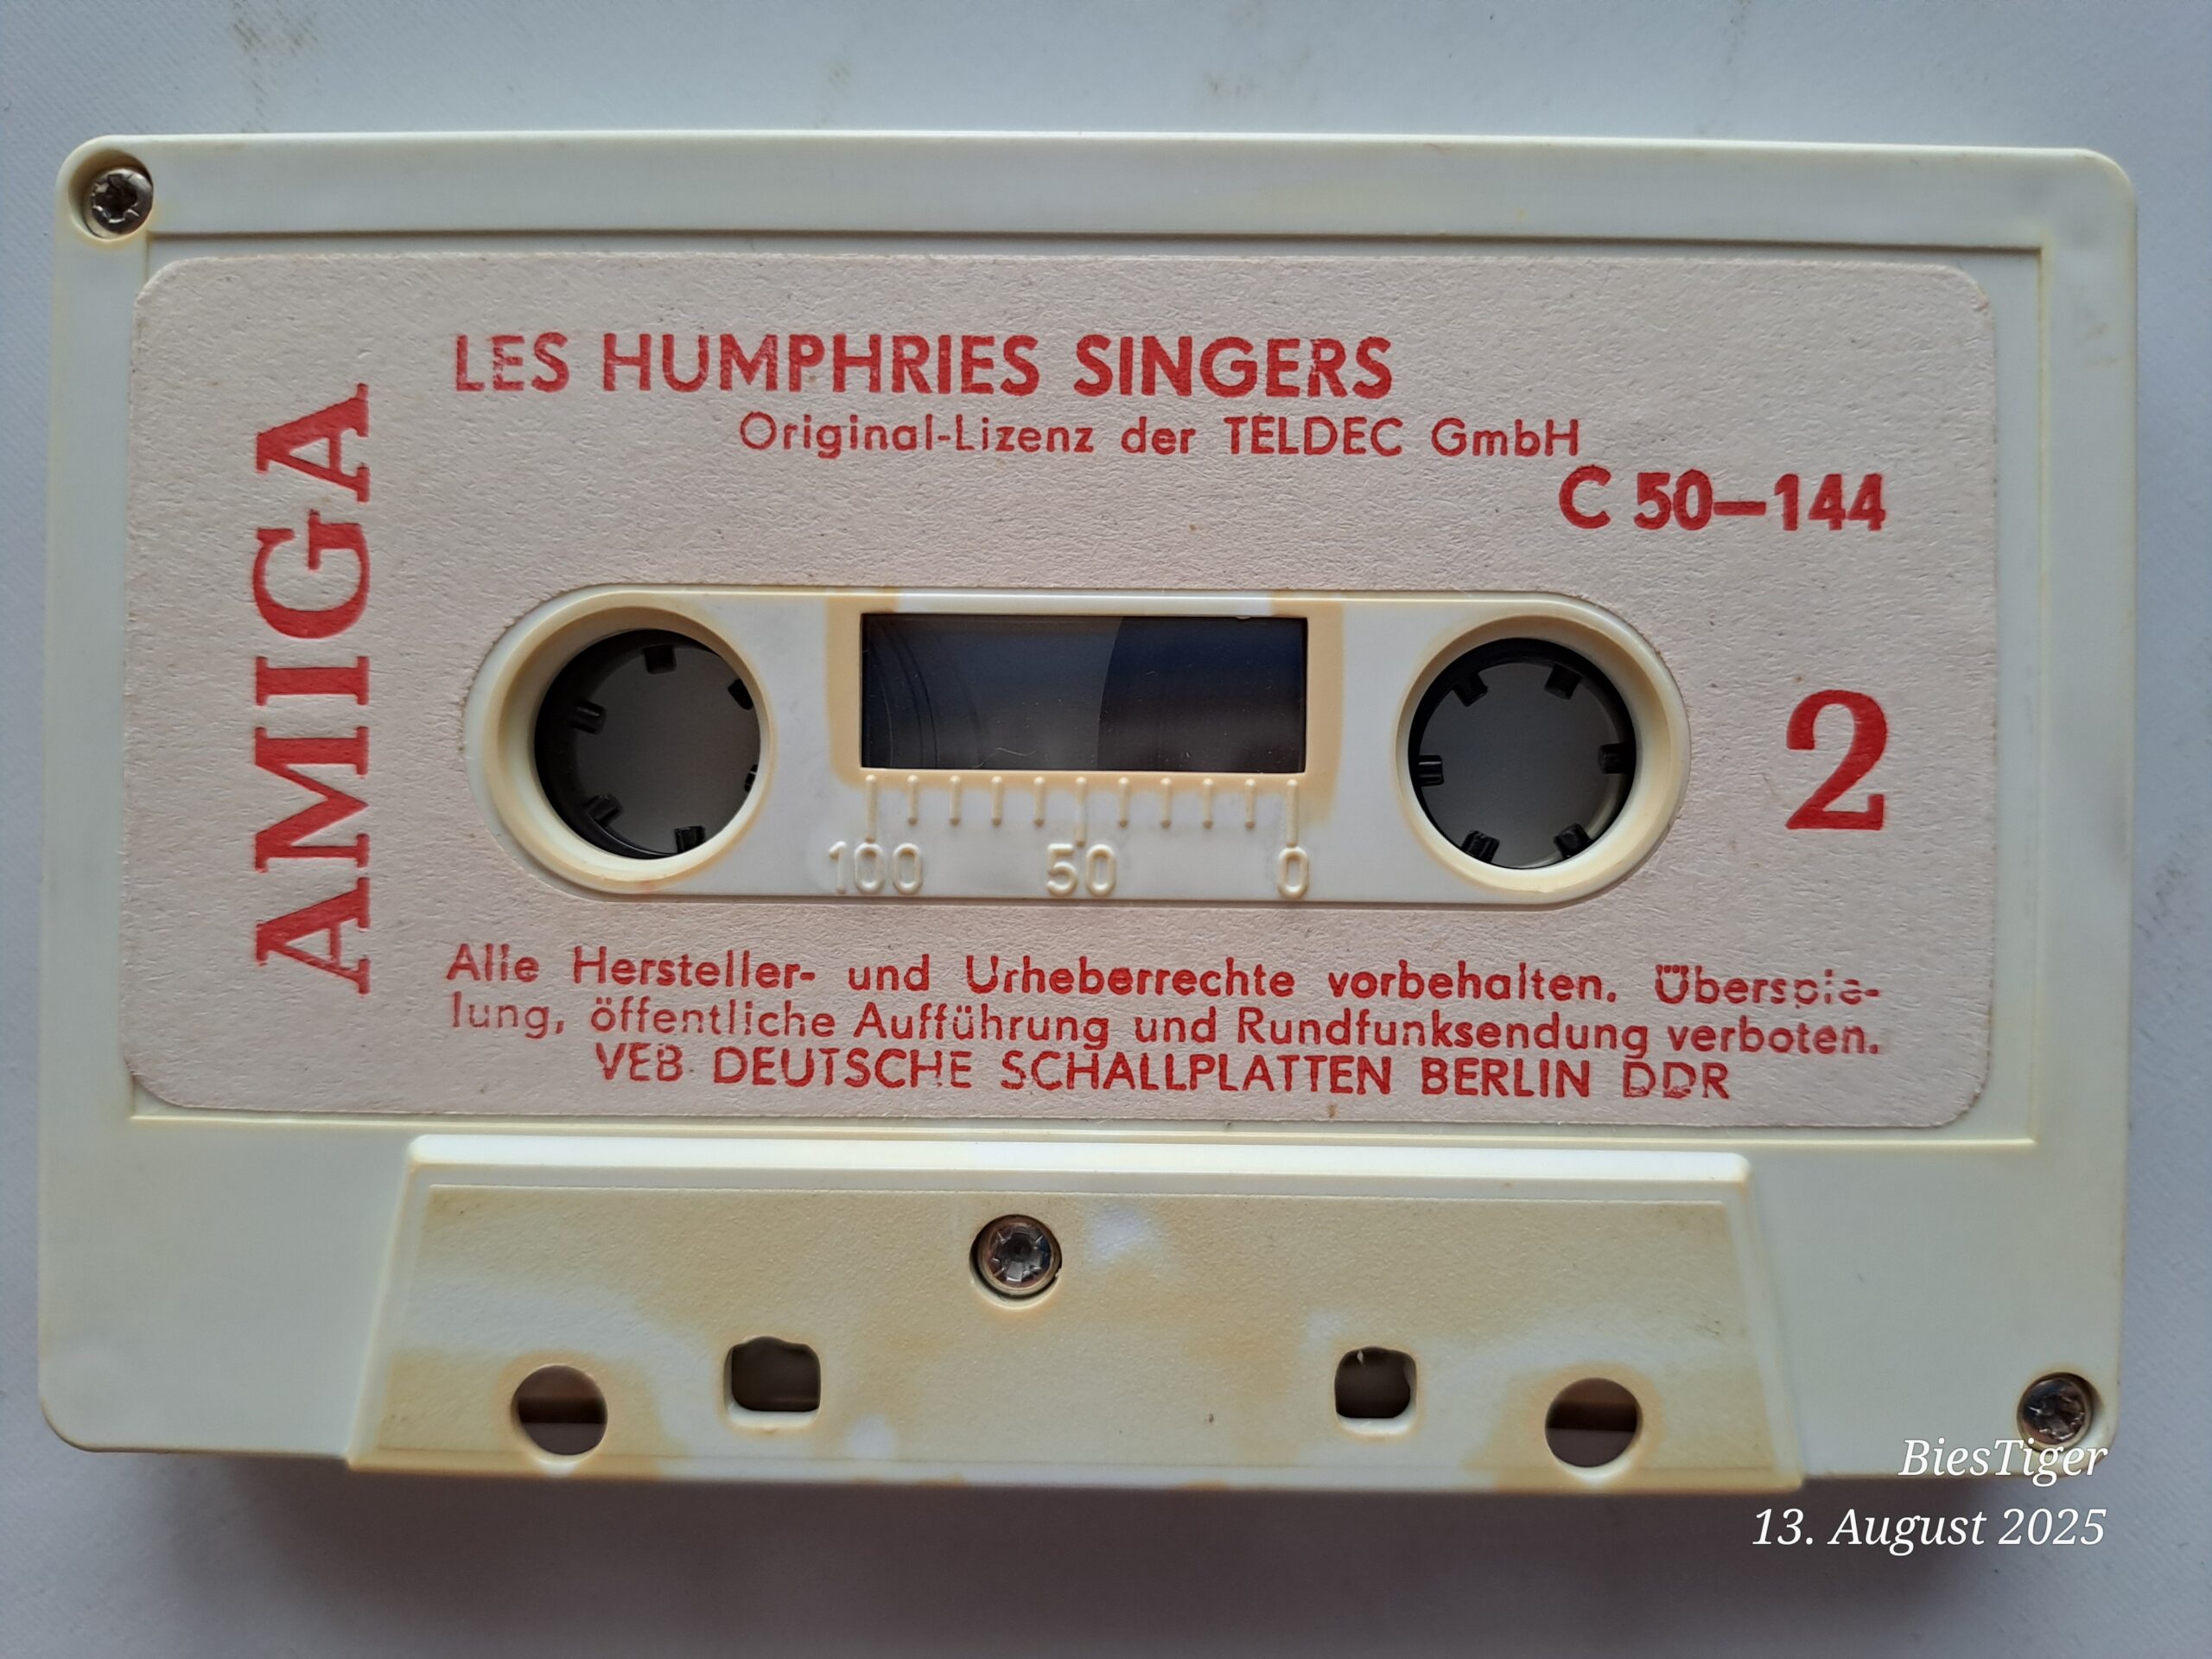 AMIGA
LES HUMPHRIES SINGERS
Original-Lizenz der TELDEC GmbH
C 50–144
2
100 50 0
Alle Hersteller- und Urheberrechte vorbehalten. Überspie-
lung, öffentliche Aufführung und Rundfunksendung verboten.
VEB DEUTSCHE SCHALLPLATTEN BERLIN DDR
BiesTiger
13. August 2025